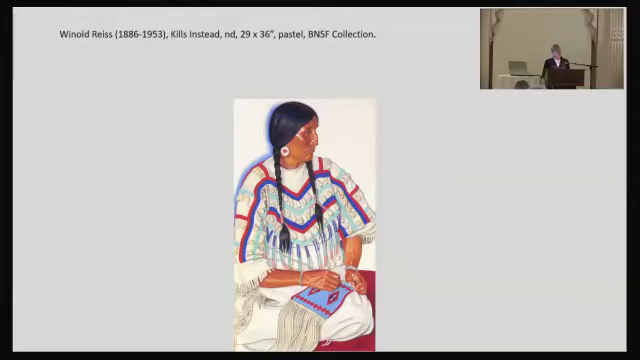 Winold Reiss (1886-1953), Kills Instead, nd, 29 x 36”, pastel, BNSF Collection.